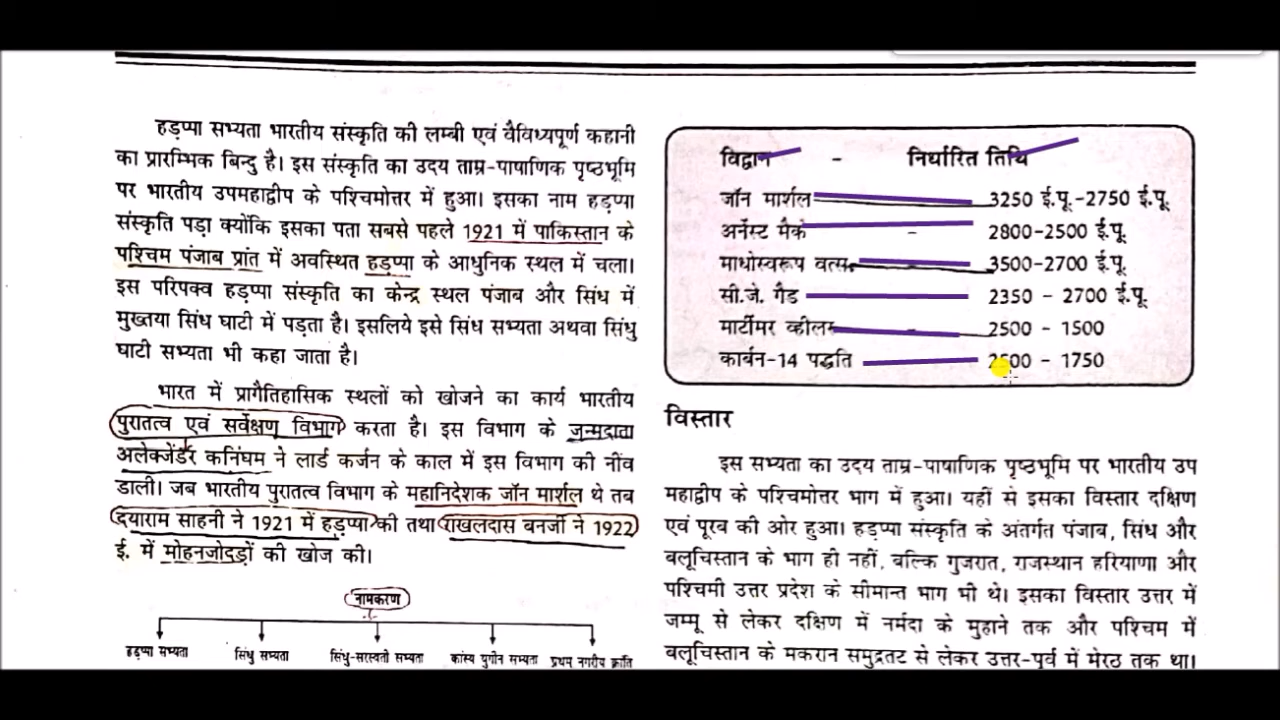 हड़प्पा सभ्यता भारतीय संस्कृति की लम्बी एवं वैविध्यपूर्ण कहानी
का प्रारम्भिक बिन्दु है। इस संस्कृति का उदय ताम्र-पाषाणिक पृष्ठभूमि
पर भारतीय उपमहाद्वीप के पश्चिमोत्तर में हुआ। इसका नाम हड़प्पा
संस्कृति पड़ा क्योंकि इसका पता सबसे पहले 1921 में पाकिस्तान के
पश्चिम पंजाब प्रांत में अवस्थित हड़प्पा के आधुनिक स्थल में चला।
इस परिपक्व हड़प्पा संस्कृति का केन्द्र स्थल पंजाब और सिंध में
मुख्तया सिंध घाटी में पड़ता है। इसलिये इसे सिंध सभ्यता अथवा सिंधु
घाटी सभ्यता भी कहा जाता है।
भारत में प्रागैतिहासिक स्थलों को खोजने का कार्य भारतीय
पुरातत्व एवं सर्वेक्षण विभाग करता है। इस विभाग के जन्मदाता
अलेक्जेंडर कनिंघम ने लार्ड कर्जन के काल में इस विभाग की नींव
डाली। जब भारतीय पुरातत्व विभाग के महानिदेशक जॉन मार्शल थे तब
दयाराम साहनी ने 1921 में हड़प्पा की तथा राखलदास बनर्जी ने 1922
ई. में मोहनजोदड़ों की खोज की।
नामकरण
हड़प्पा सभ्यता सिंधु सभ्यता सिंधु-सरस्वती सभ्यता कांस्य युगीन सभ्यता प्रथम नगरीय क्रांति
विद्वान - निर्धारित तिथि
जॉन मार्शल 3250 ई.पू.-2750 ई.पू.
अर्नेस्ट मैके - 2800-2500 ई.पू.
माधोस्वरूप वत्स 3500-2700 ई.पू.
सी.जे. गैड 2350 - 2700 ई.पू.
मार्टीमर व्हीलर - 2500 - 1500
कार्बन-14 पद्धति 2500 - 1750
विस्तार
इस सभ्यता का उदय ताम्र-पाषाणिक पृष्ठभूमि पर भारतीय उप
महाद्वीप के पश्चिमोत्तर भाग में हुआ। यहीं से इसका विस्तार दक्षिण
एवं पूरब की ओर हुआ। हड़प्पा संस्कृति के अंतर्गत पंजाब, सिंध और
बलूचिस्तान के भाग ही नहीं, बल्कि गुजरात, राजस्थान हरियाणा और
पश्चिमी उत्तर प्रदेश के सीमान्त भाग भी थे। इसका विस्तार उत्तर में
जम्मू से लेकर दक्षिण में नर्मदा के मुहाने तक और पश्चिम में
बलूचिस्तान के मकरान समुद्रतट से लेकर उत्तर-पूर्व में मेरठ तक था।